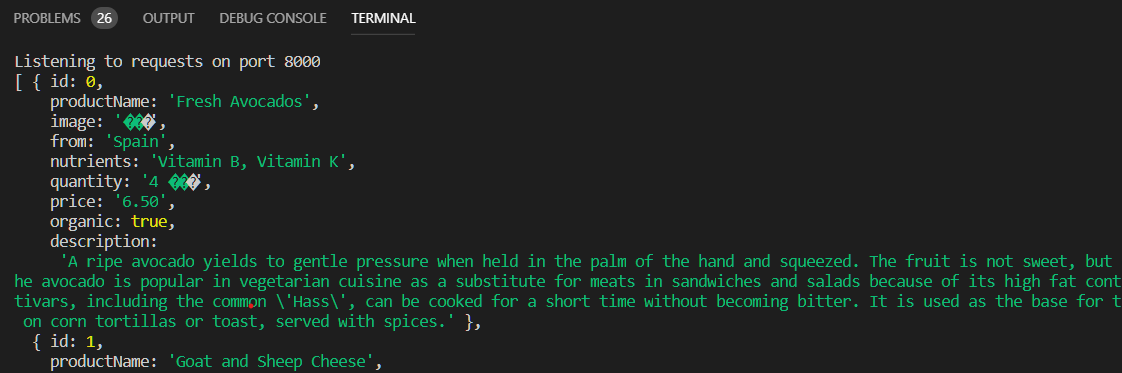 PROBLEMS 26 OUTPUT DEBUG CONSOLE TERMINAL
Listening to requests on port 8000
[ { id: 0,
productName: 'Fresh Avocados',
image: '���',
from: 'Spain',
nutrients: 'Vitamin B, Vitamin K',
quantity: '4 ���',
price: '6.50',
organic: true,
description:
'A ripe avocado yields to gentle pressure when held in the palm of the hand and squeezed. The fruit is not sweet, but
he avocado is popular in vegetarian cuisine as a substitute for meats in sandwiches and salads because of its high fat cont
tivars, including the common \'Hass\', can be cooked for a short time without becoming bitter. It is used as the base for t
on corn tortillas or toast, served with spices.' },
{ id: 1,
productName: 'Goat and Sheep Cheese',